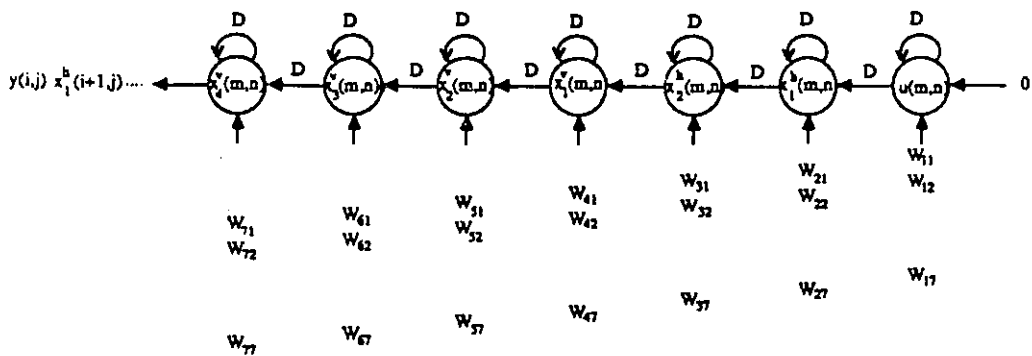 D D D D D D D
y(i,j) x₁ʰ(i+1,j).... x₄ᵛ(m,n) D x₃ᵛ(m,n) D x₂ᵛ(m,n D x₁ᵛ(m,n D x₂ʰ(m,n D x₁ʰ(m,n D u(m,n 0
W₇₁ W₆₁ W₅₁ W₄₁ W₃₁ W₂₁ W₁₁
W₇₂ W₆₂ W₅₂ W₄₂ W₃₂ W₂₂ W₁₂
W₇₇ W₆₇ W₅₇ W₄₇ W₃₇ W₂₇ W₁₇